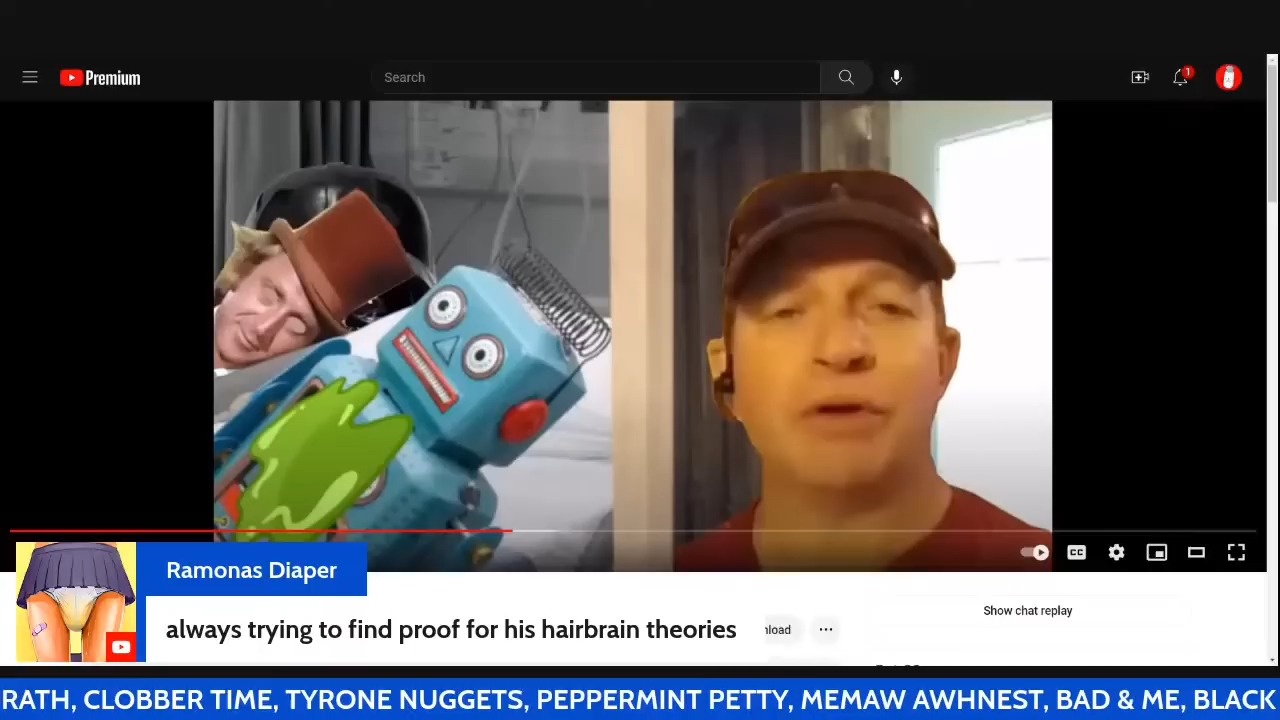 Premium
Search
1
Ramonas Diaper
always trying to find proof for his hairbrain theories
nload
Show chat replay
RATH, CLOBBER TIME, TYRONE NUGGETS, PEPPERMINT PETTY, MEMAW AWHNEST, BAD & ME, BLACK